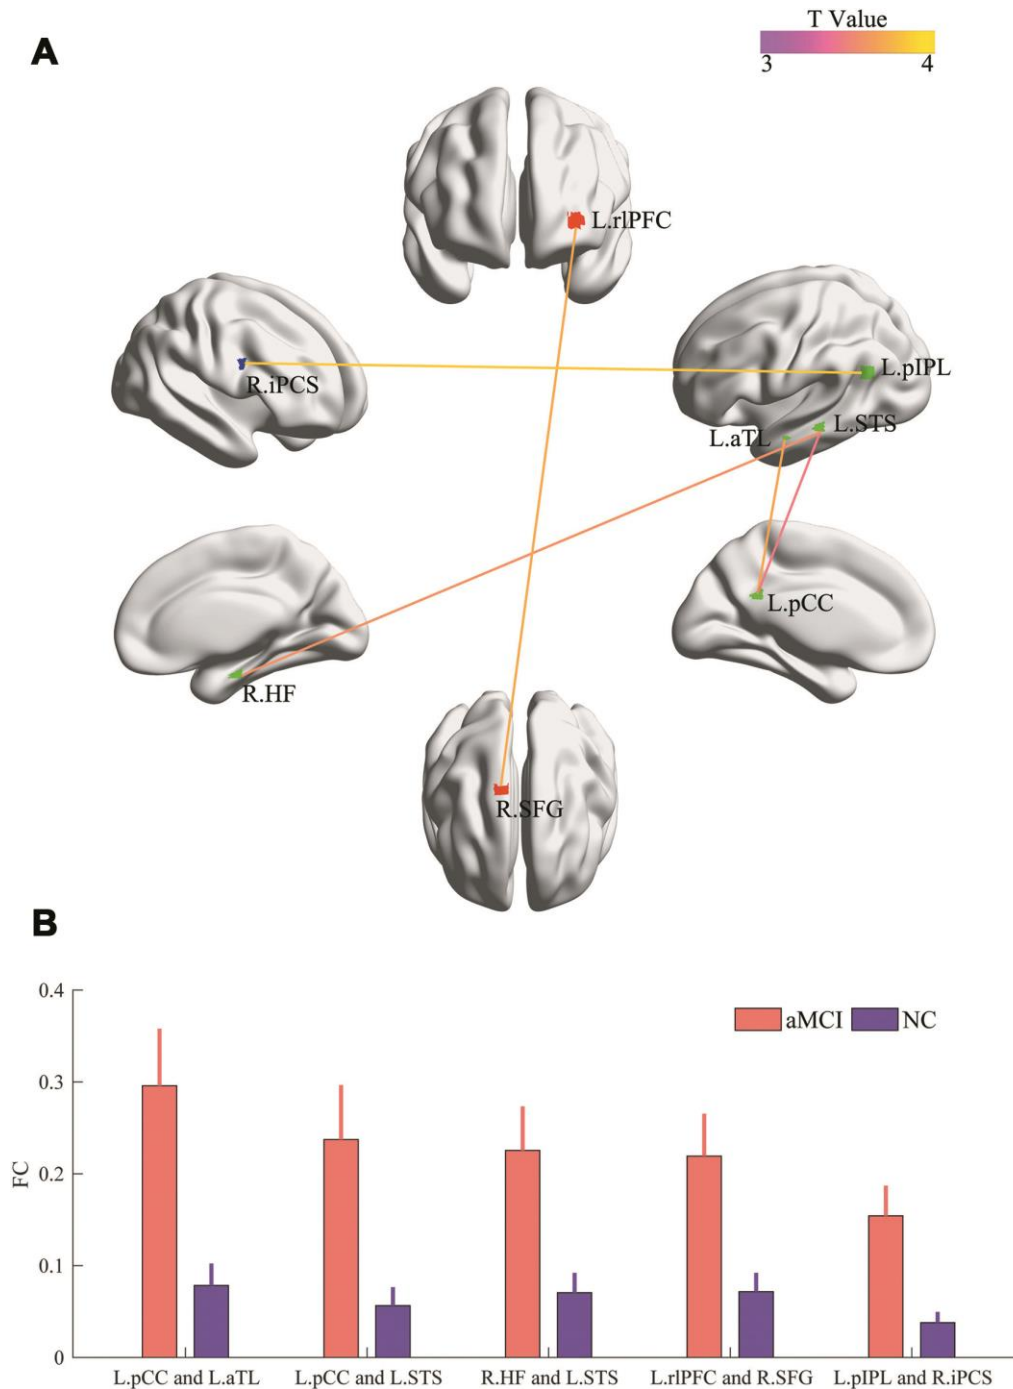 A
T Value
3 4
L.rlPFC
R.iPCS
L.pIPL
L.aTL
L.STS
L.pCC
R.HF
R.SFG
B
0.4
0.3
0.2
0.1
0
FC
aMCI NC
L.pCC and L.aTL L.pCC and L.STS R.HF and L.STS L.rlPFC and R.SFG L.pIPL and R.iPCS